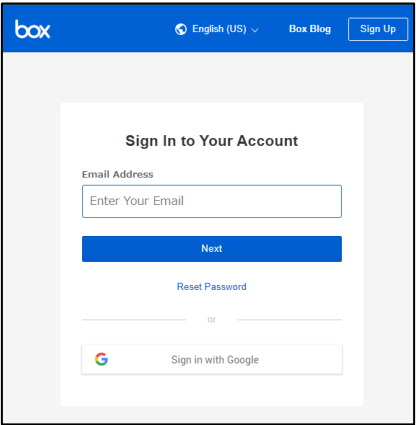 box
English (US)
Box Blog
Sign Up
Sign In to Your Account
Email Address
Enter Your Email
Next
Reset Password
or
Sign in with Google